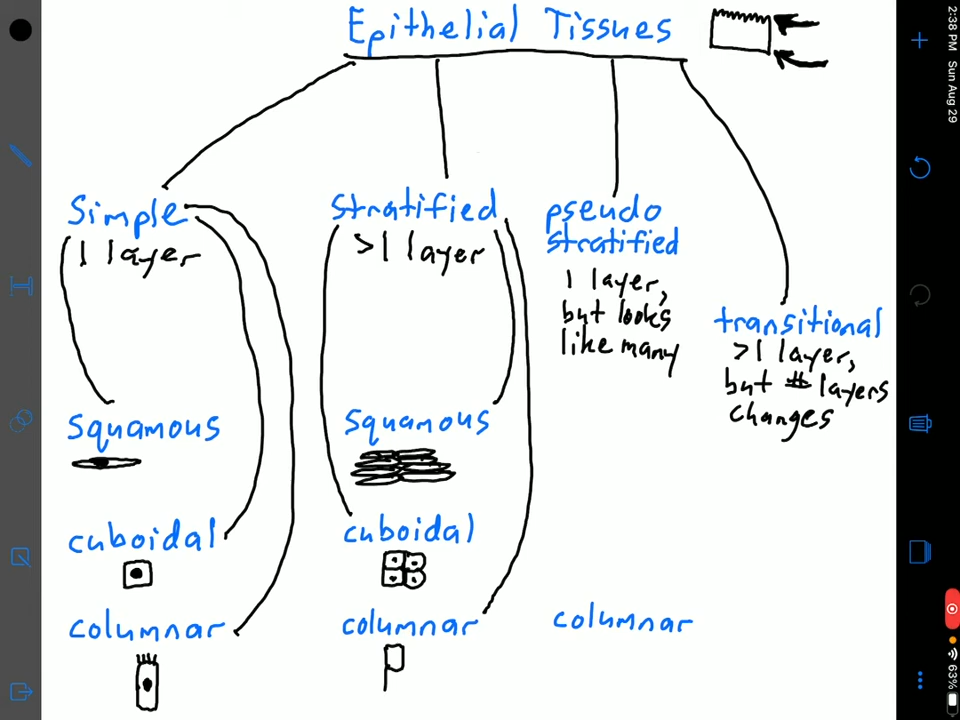 Epithelial Tissues
Simple
1 layer
stratified
>1 layer
pseudo
stratified
1 layer,
but looks
like many
transitional
>1 layer,
but # layers
changes
squamous
squamous
cuboidal
cuboidal
columnar
columnar
columnar
2:38 PM Sun Aug 29
63%